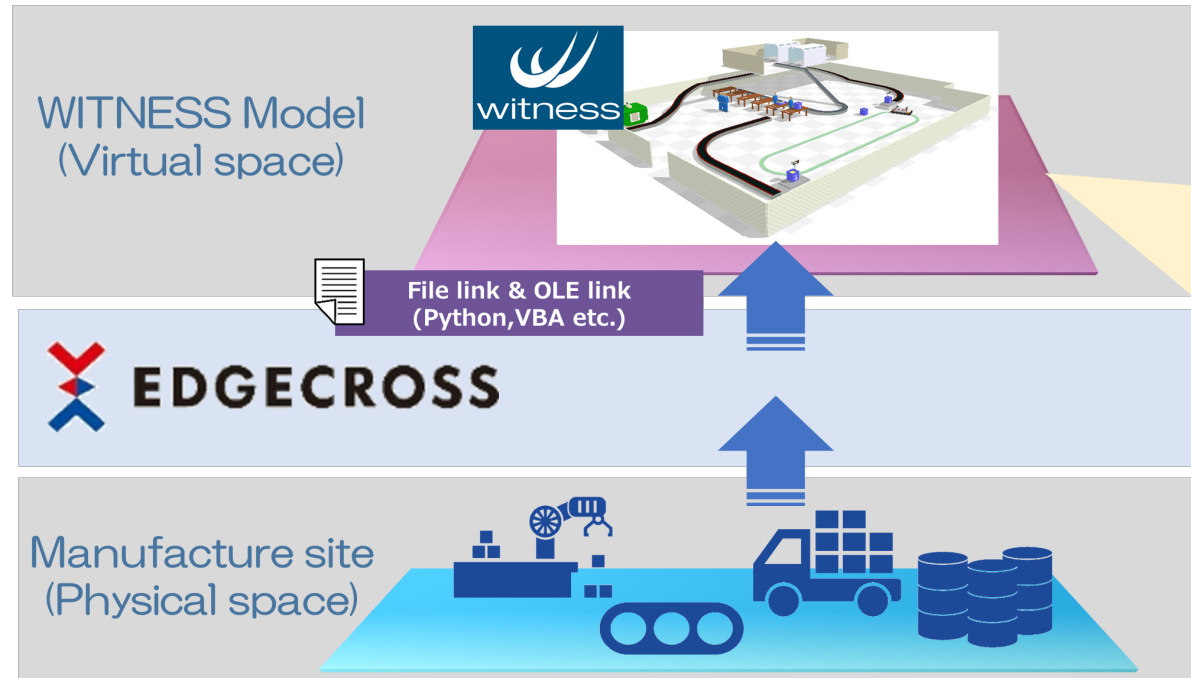 WITNESS Model
(Virtual space)
witness
File link & OLE link
(Python,VBA etc.)
EDGECROSS
Manufacture site
(Physical space)